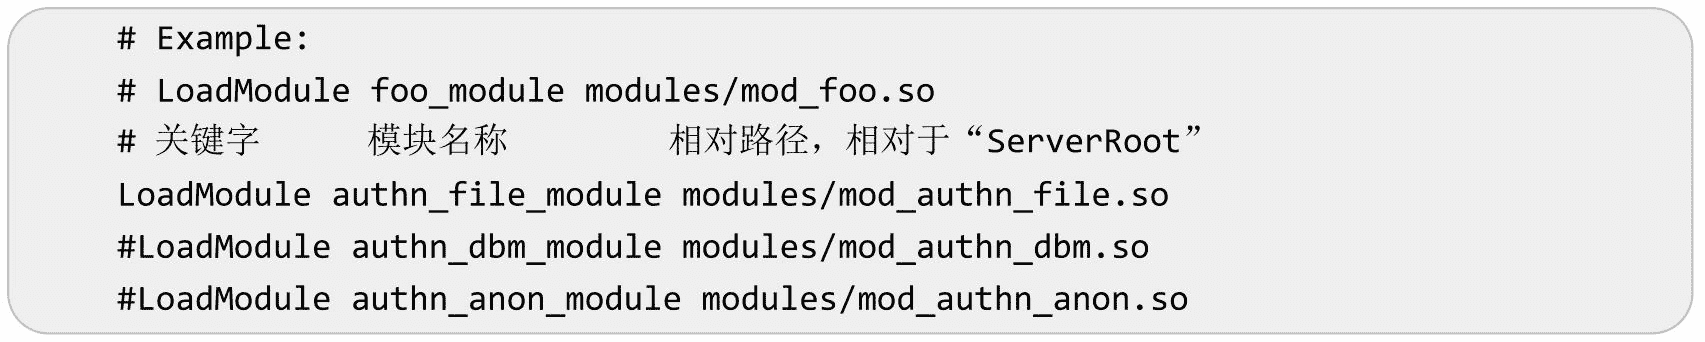 # Example:
# LoadModule foo_module modules/mod_foo.so
# 关键字 模块名称 相对路径，相对于“ServerRoot”
LoadModule authn_file_module modules/mod_authn_file.so
#LoadModule authn_dbm_module modules/mod_authn_dbm.so
#LoadModule authn_anon_module modules/mod_authn_anon.so